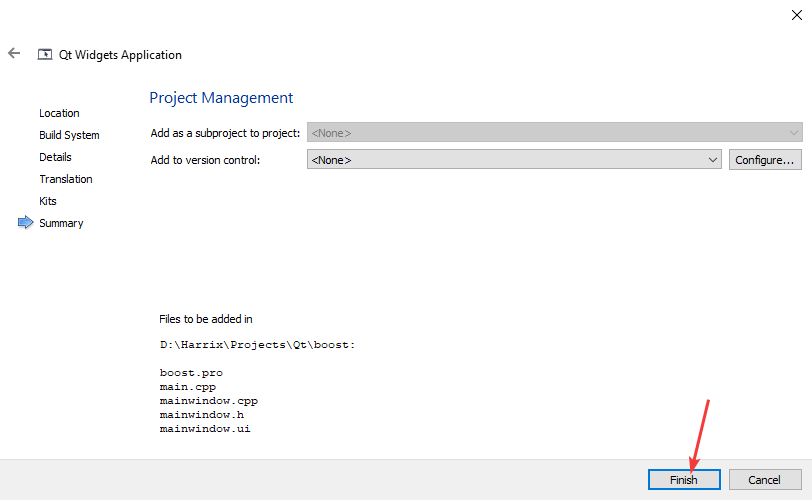 Qt Widgets Application
Location
Build System
Details
Translation
Kits
Summary
Project Management
Add as a subproject to project: <None>
Add to version control: <None> Configure...
Files to be added in
D:\Harrix\Projects\Qt\boost:
boost.pro
main.cpp
mainwindow.cpp
mainwindow.h
mainwindow.ui
Finish Cancel